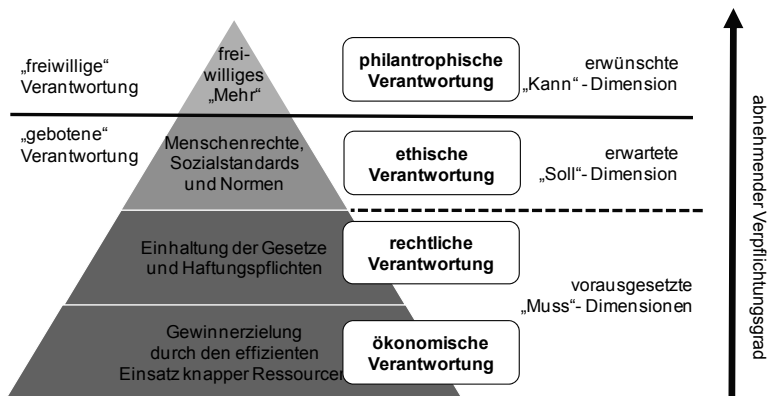 frei-
williges
„Mehr“
„freiwillige“
Verantwortung
philantrophische
Verantwortung
erwünschte
„Kann“ - Dimension
„gebotene“
Verantwortung
Menschenrechte,
Sozialstandards
und Normen
ethische
Verantwortung
erwartete
„Soll“- Dimension
Einhaltung der Gesetze
und Haftungspflichten
rechtliche
Verantwortung
vorausgesetzte
„Muss“- Dimensionen
Gewinnerzielung
durch den effizienten
Einsatz knapper Ressourcen
ökonomische
Verantwortung
abnehmender Verpflichtungsgrad